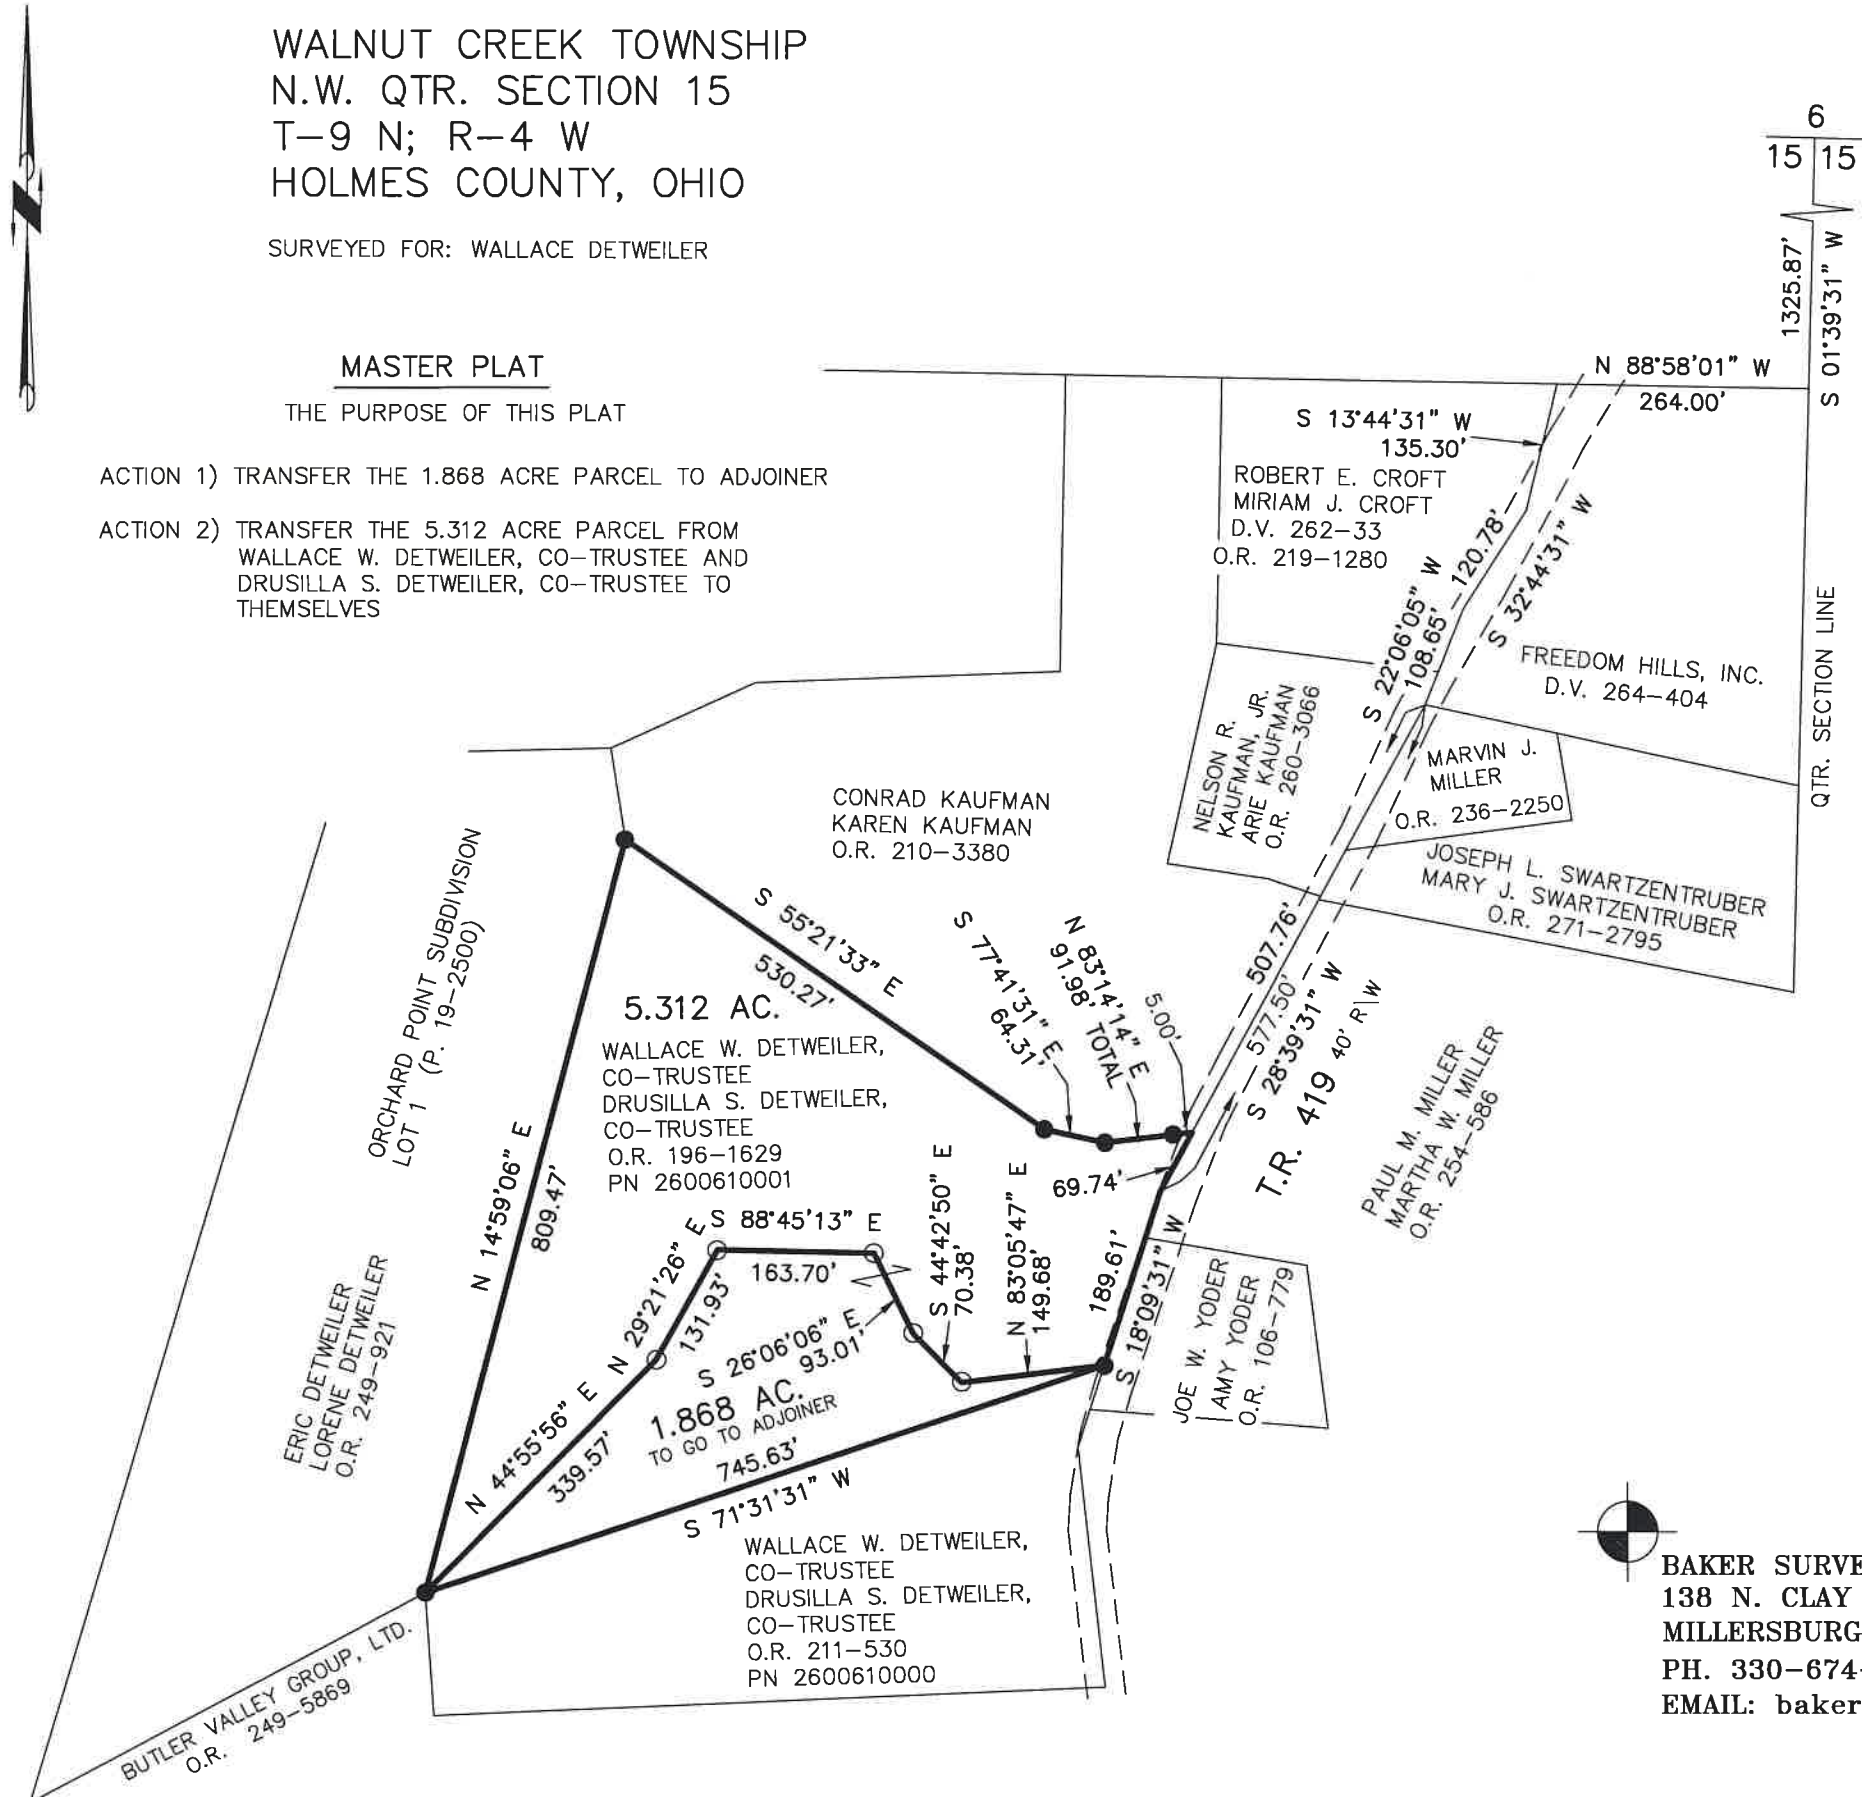 WALNUT CREEK TOWNSHIP
N.W. QTR. SECTION 15
T-9 N; R-4 W
HOLMES COUNTY, OHIO
SURVEYED FOR: WALLACE DETWEILER
MASTER PLAT
THE PURPOSE OF THIS PLAT
ACTION 1) TRANSFER THE 1.868 ACRE PARCEL TO ADJOINER
ACTION 2) TRANSFER THE 5.312 ACRE PARCEL FROM
WALLACE W. DETWEILER, CO-TRUSTEE AND
DRUSILLA S. DETWEILER, CO-TRUSTEE TO
THEMSELVES
N
6
15 15
1325.87'
S 01°39'31" W
N 88°58'01" W
264.00'
QTR. SECTION LINE
S 13°44'31" W
135.30'
ROBERT E. CROFT
MIRIAM J. CROFT
D.V. 262-33
O.R. 219-1280
120.78'
S 32°44'31" W
S 22°06'05" W
108.65'
FREEDOM HILLS, INC.
D.V. 264-404
NELSON R.
KAUFMAN, JR.
ARIE KAUFMAN
O.R. 260-3066
MARVIN J.
MILLER
O.R. 236-2250
JOSEPH L. SWARTZENTRUBER
MARY J. SWARTZENTRUBER
O.R. 271-2795
CONRAD KAUFMAN
KAREN KAUFMAN
O.R. 210-3380
ORCHARD POINT SUBDIVISION
LOT 1 (P. 19-2500)
S 55°21'33" E
530.27'
S 77°41'31" E
64.31'
N 83°14'14" E
91.98' TOTAL
5.00'
507.76'
577.50'
S 28°39'31" W
T.R. 419 40' R\W
PAUL M. MILLER
MARTHA W. MILLER
O.R. 254-586
5.312 AC.
WALLACE W. DETWEILER,
CO-TRUSTEE
DRUSILLA S. DETWEILER,
CO-TRUSTEE
O.R. 196-1629
PN 2600610001
N 14°59'06" E
809.47'
69.74'
189.61'
S 18°09'31" W
JOE W. YODER
AMY YODER
O.R. 106-779
S 88°45'13" E
163.70'
N 29°21'26" E
131.93'
S 26°06'06" E
93.01'
S 44°42'50" E
70.38'
N 83°05'47" E
149.68'
N 44°55'56" E
339.57'
1.868 AC.
TO GO TO ADJOINER
745.63'
S 71°31'31" W
ERIC DETWEILER
LORENE DETWEILER
O.R. 249-921
WALLACE W. DETWEILER,
CO-TRUSTEE
DRUSILLA S. DETWEILER,
CO-TRUSTEE
O.R. 211-530
PN 2600610000
BUTLER VALLEY GROUP, LTD.
O.R. 249-5869
BAKER SURVE
138 N. CLAY
MILLERSBURG
PH. 330-674-
EMAIL: baker